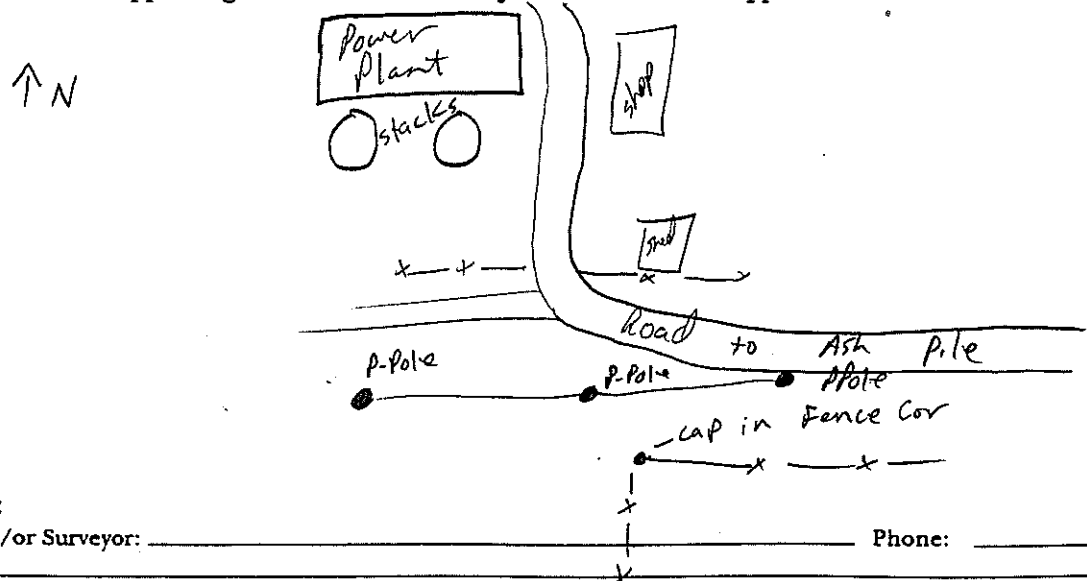 Power
Plant
N
stacks
shop
shed
Road to Ash Pile
P-Pole
P-Pole
PPole
cap in Fence Cor
/or Surveyor:
Phone: